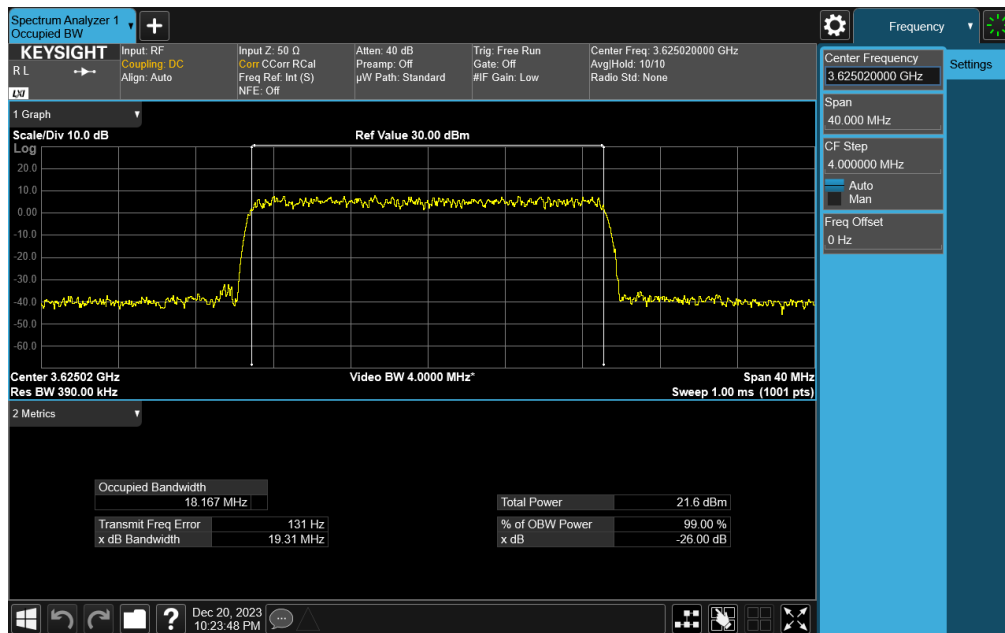 Spectrum Analyzer 1
Occupied BW
Frequency
KEYSIGHT
R L
LXI
Input: RF
Coupling: DC
Align: Auto
Input Z: 50 Ω
Corr CCorr RCal
Freq Ref: Int (S)
NFE: Off
Atten: 40 dB
Preamp: Off
µW Path: Standard
Trig: Free Run
Gate: Off
#IF Gain: Low
Center Freq: 3.625020000 GHz
Avg|Hold: 10/10
Radio Std: None
Center Frequency
3.625020000 GHz
Settings
Span
40.000 MHz
CF Step
4.000000 MHz
Auto
Man
Freq Offset
0 Hz
1 Graph
Scale/Div 10.0 dB
Ref Value 30.00 dBm
Log
20.0
10.0
0.00
-10.0
-20.0
-30.0
-40.0
-50.0
-60.0
Center 3.62502 GHz
Video BW 4.0000 MHz*
Span 40 MHz
Res BW 390.00 kHz
Sweep 1.00 ms (1001 pts)
2 Metrics
Occupied Bandwidth
18.167 MHz
Total Power 21.6 dBm
Transmit Freq Error 131 Hz
% of OBW Power 99.00 %
x dB Bandwidth 19.31 MHz
x dB -26.00 dB
Dec 20, 2023
10:23:48 PM